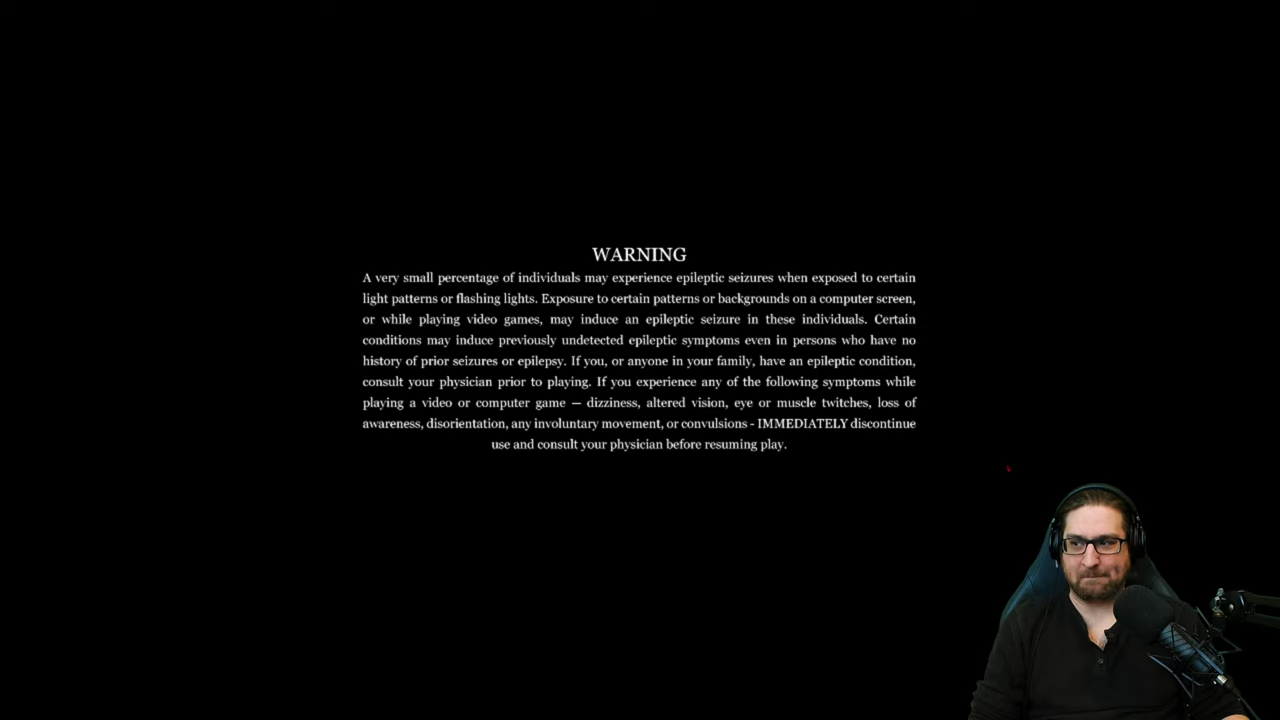 WARNING
A very small percentage of individuals may experience epileptic seizures when exposed to certain
light patterns or flashing lights. Exposure to certain patterns or backgrounds on a computer screen,
or while playing video games, may induce an epileptic seizure in these individuals. Certain
conditions may induce previously undetected epileptic symptoms even in persons who have no
history of prior seizures or epilepsy. If you, or anyone in your family, have an epileptic condition,
consult your physician prior to playing. If you experience any of the following symptoms while
playing a video or computer game — dizziness, altered vision, eye or muscle twitches, loss of
awareness, disorientation, any involuntary movement, or convulsions - IMMEDIATELY discontinue
use and consult your physician before resuming play.